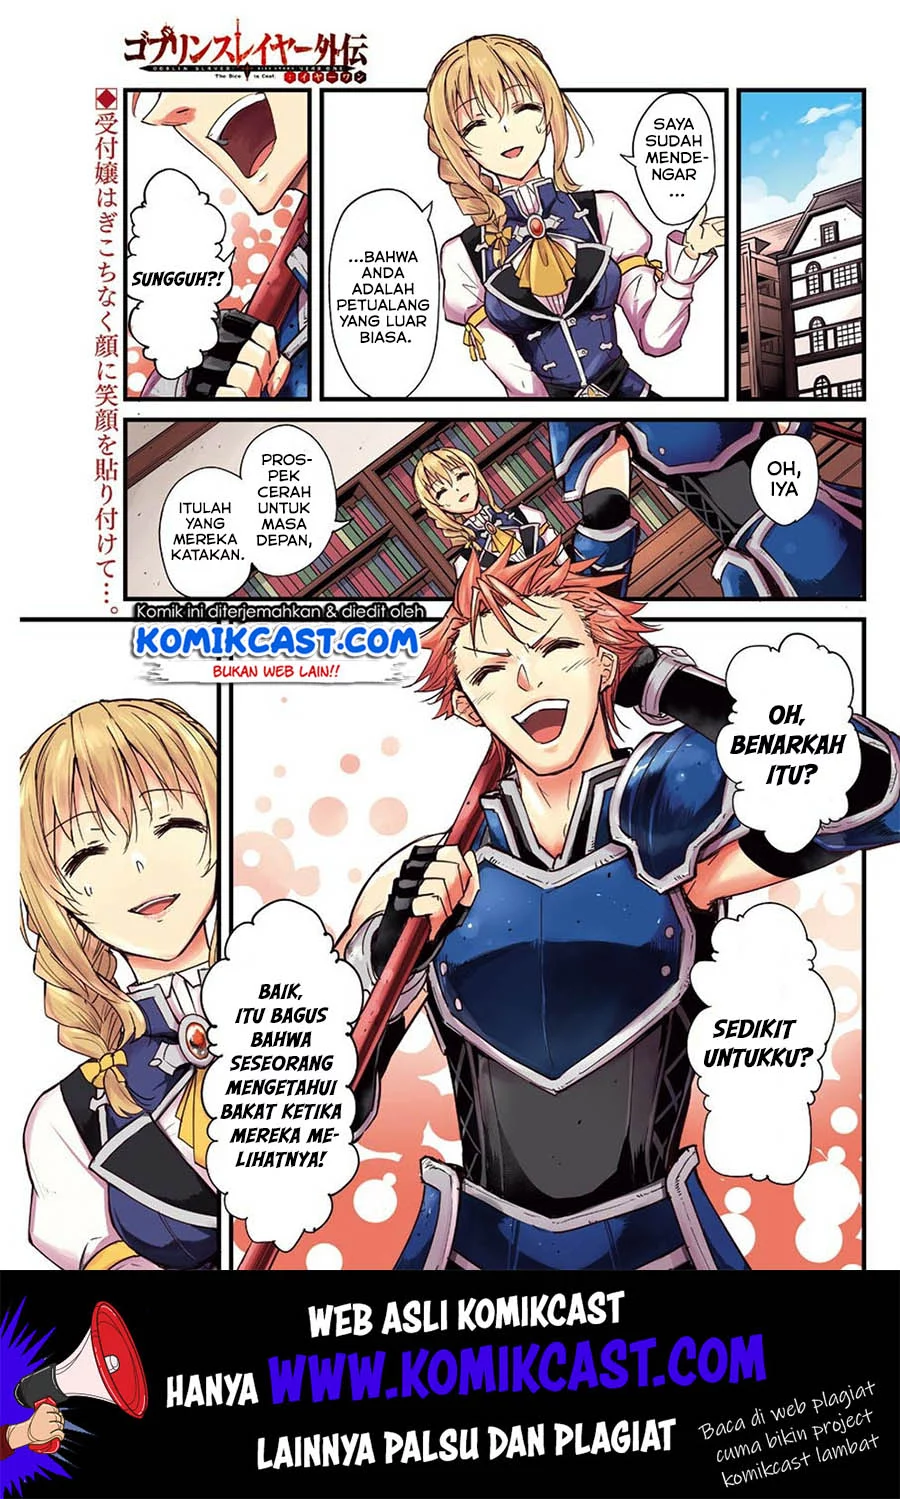 ゴブリンスレイヤー外伝
:イヤーワン
The Dice is Cast.
◆受付嬢はぎこちなく顔に笑顔を貼り付けて…。
SAYA
SUDAH
MENDE-
NGAR
...
...BAHWA
ANDA
ADALAH
PETUALANG
YANG LUAR
BIASA.
SUNGGUH?!
OH,
IYA
PROS-
PEK
CERAH
UNTUK
MASA
DEPAN,
ITULAH
YANG
MEREKA
KATAKAN.
Komik ini diterjemahkan & diedit oleh
KOMIKCAST.COM
BUKAN WEB LAIN!!
OH,
BENARKAH
ITU?
SEDIKIT
UNTUKKU?
BAIK,
ITU BAGUS
BAHWA
SESEORANG
MENGETAHUI
BAKAT KETIKA
MEREKA ME-
LIHATNYA!
WEB ASLI KOMIKCAST
HANYA WWW.KOMIKCAST.COM
LAINNYA PALSU DAN PLAGIAT
Baca di web plagiat
cuma bikin project
komikcast lambat